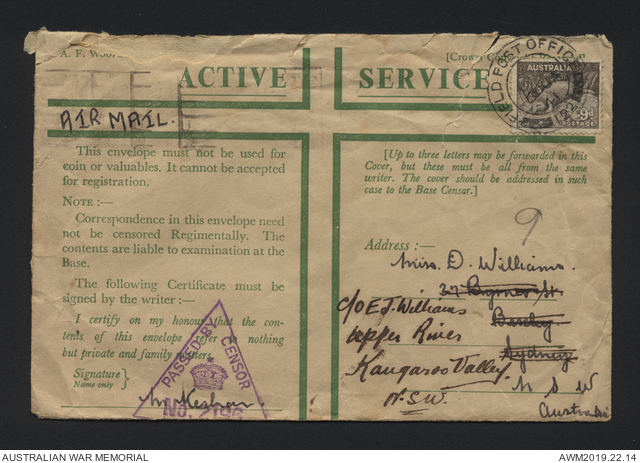 A. F.
[Crown
ACTIVE SERVICE
FIELD POST OFFICE
AUSTRALIA
9d
POSTAGE
AIR MAIL.
This envelope must not be used for
coin or valuables. It cannot be accepted
for registration.
NOTE :—
Correspondence in this envelope need
not be censored Regimentally. The
contents are liable to examination at the
Base.
The following Certificate must be
signed by the writer :—
I certify on my honour that the con-
tents of this envelope refer to nothing
but private and family matters.
Signature
Name only
PASSED BY CENSOR
[Up to three letters may be forwarded in this
Cover, but these must be all from the same
writer. The cover should be addressed in such
case to the Base Censor.]
9
Address :—
Miss. D. Williams.
37 St
Sydney
N S W
Australia
c/o E J. Williams
Upper River
Kangaroo Valley.
N.S.W.
AUSTRALIAN WAR MEMORIAL
AWM2019.22.14